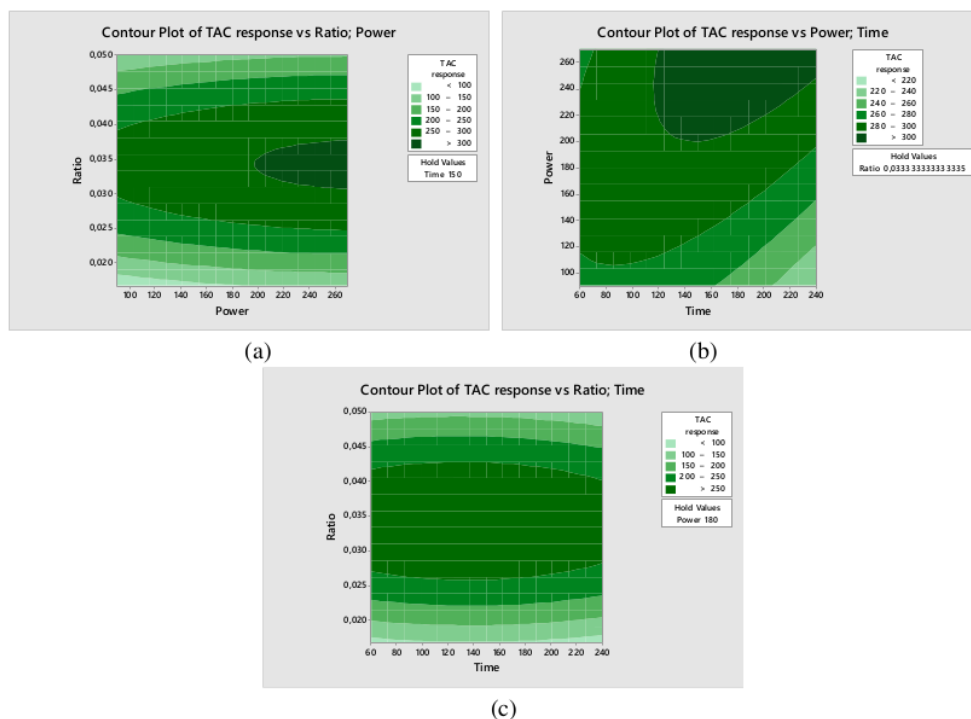 Contour Plot of TAC response vs Ratio; Power
TAC
response
< 100
100 – 150
150 – 200
200 – 250
250 – 300
> 300
Hold Values
Time 150
Ratio
0,050
0,045
0,040
0,035
0,030
0,025
0,020
100 120 140 160 180 200 220 240 260
Power
(a)
Contour Plot of TAC response vs Power; Time
TAC
response
< 220
220 – 240
240 – 260
260 – 280
280 – 300
> 300
Hold Values
Ratio 0,0333333333333335
Power
260
240
220
200
180
160
140
120
100
60 80 100 120 140 160 180 200 220 240
Time
(b)
Contour Plot of TAC response vs Ratio; Time
TAC
response
< 100
100 – 150
150 – 200
200 – 250
> 250
Hold Values
Power 180
Ratio
0,050
0,045
0,040
0,035
0,030
0,025
0,020
60 80 100 120 140 160 180 200 220 240
Time
(c)